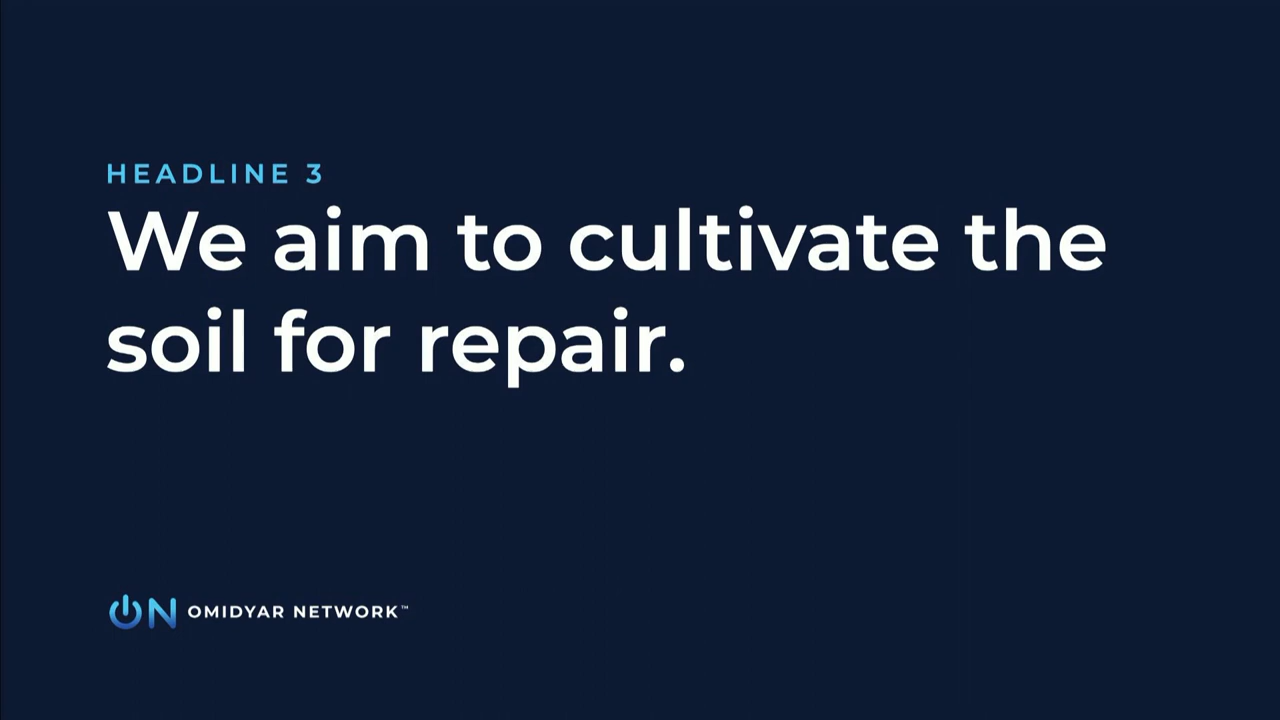 HEADLINE 3
We aim to cultivate the
soil for repair.
ON OMIDYAR NETWORK™